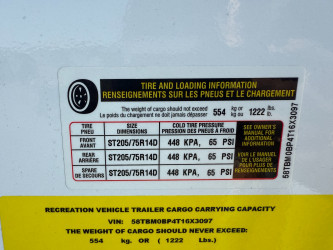 TIRE AND LOADING INFORMATION
RENSEIGNEMENTS SUR LES PNEUS ET LE CHARGEMENT
The weight of cargo should not exceed 554 kg or 1222 lbs.
Le poids du chargement ne doit jamais dépasser kg ou lb.
TIRE SIZE COLD TIRE PRESSURE SEE OWNER'S
PNEU DIMENSIONS PRESSION DES PNEUS À FROID MANUAL FOR
FRONT ST205/75R14D 448 KPA, 65 PSI ADDITIONAL
AVANT INFORMATION
REAR ST205/75R14D 448 KPA, 65 PSI VOIR LE MANUEL
ARRIÈRE DE L'USAGER
SPARE ST205/75R14D 448 KPA, 65 PSI POUR PLUS DE
DE SECOURS RENSEIGNEMENTS
58TBM0BP4T16X3097
RECREATION VEHICLE TRAILER CARGO CARRYING CAPACITY
VIN: 58TBM0BP4T16X3097
THE WEIGHT OF CARGO SHOULD NEVER EXCEED:
554 kg. OR ( 1222 Lbs.)